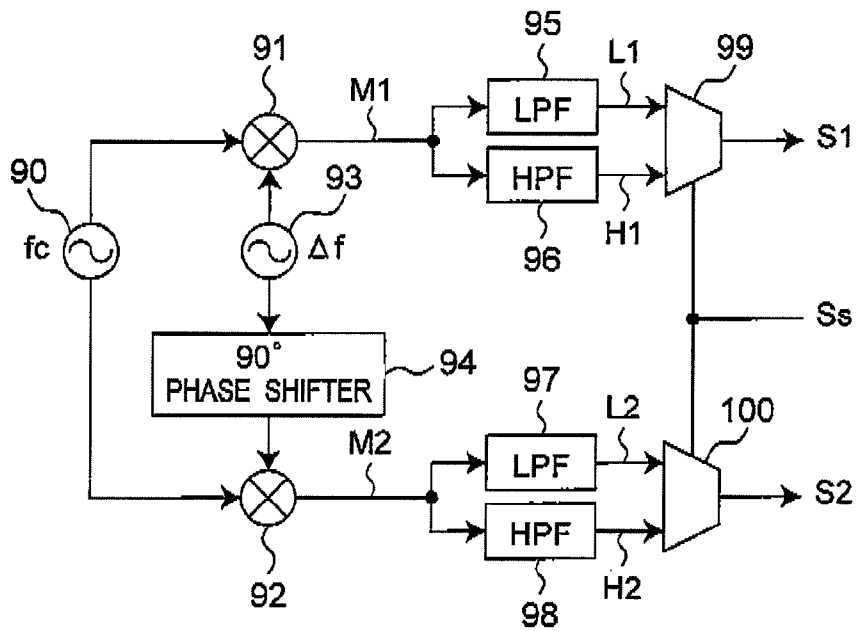 91
M1
95
LPF
L1
99
S1
90
fc
93
Δf
HPF
96
H1
Ss
90°
PHASE SHIFTER
94
97
LPF
L2
100
M2
S2
92
HPF
98
H2